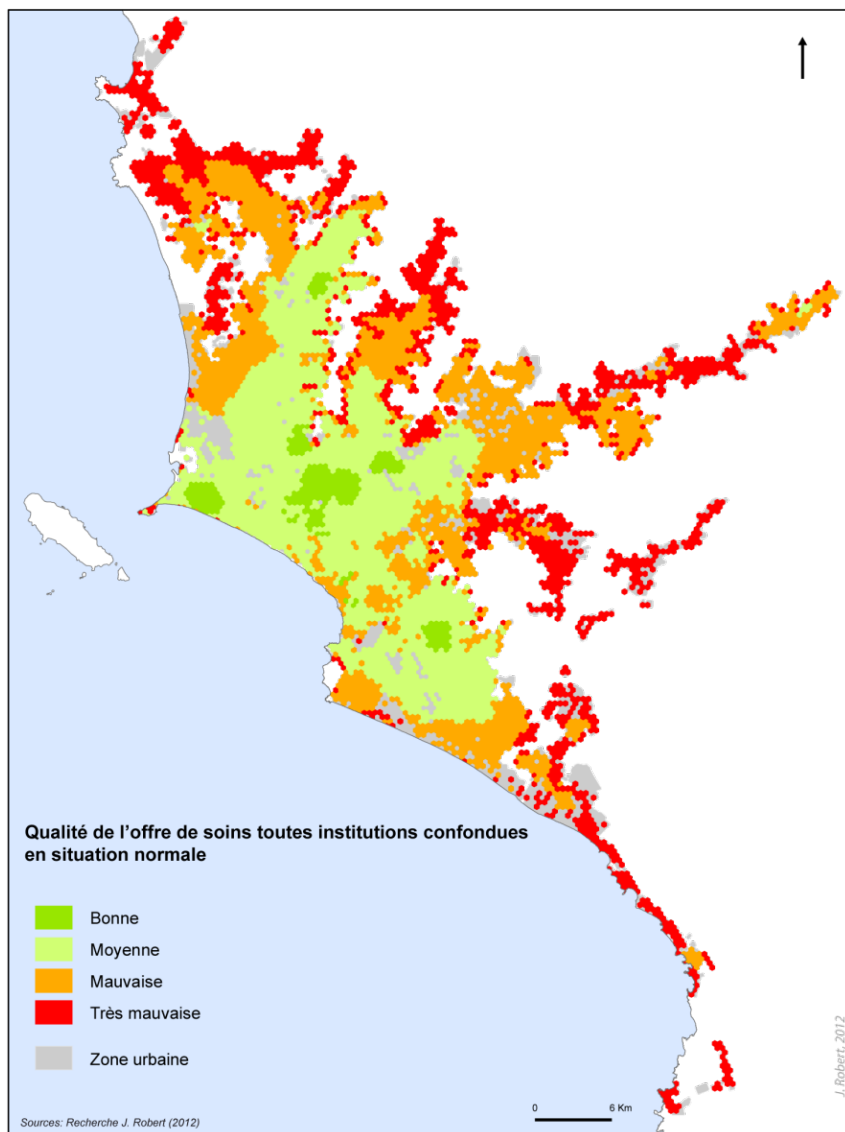 Qualité de l'offre de soins toutes institutions confondues
en situation normale
Bonne
Moyenne
Mauvaise
Très mauvaise
Zone urbaine
0 6 Km
Sources: Recherche J. Robert (2012)
J. Robert, 2012